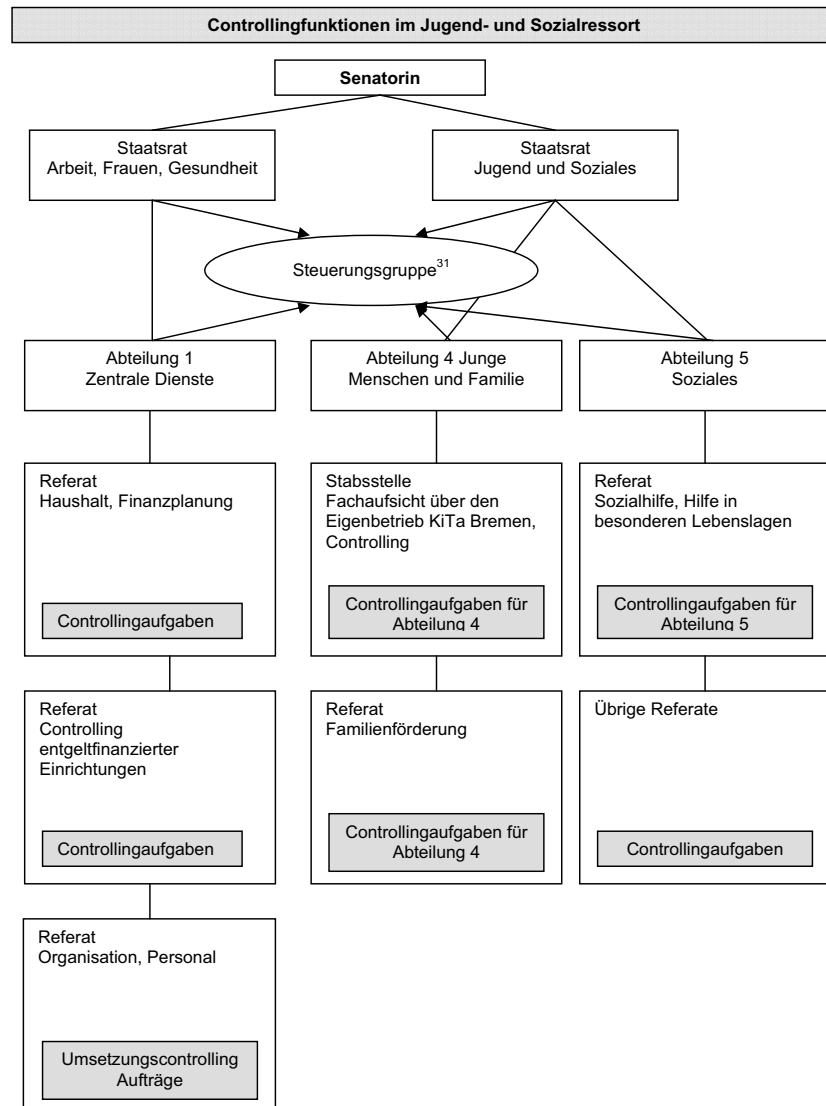 Controllingfunktionen im Jugend- und Sozialressort
Senatorin
Staatsrat
Arbeit, Frauen, Gesundheit
Staatsrat
Jugend und Soziales
Steuerungsgruppe31
Abteilung 1
Zentrale Dienste
Abteilung 4 Junge
Menschen und Familie
Abteilung 5
Soziales
Referat
Haushalt, Finanzplanung
Controllingaufgaben
Stabsstelle
Fachaufsicht über den
Eigenbetrieb KiTa Bremen,
Controlling
Controllingaufgaben für
Abteilung 4
Referat
Sozialhilfe, Hilfe in
besonderen Lebenslagen
Controllingaufgaben für
Abteilung 5
Referat
Controlling
entgeltfinanzierter
Einrichtungen
Controllingaufgaben
Referat
Familienförderung
Controllingaufgaben für
Abteilung 4
Übrige Referate
Controllingaufgaben
Referat
Organisation, Personal
Umsetzungscontrolling
Aufträge